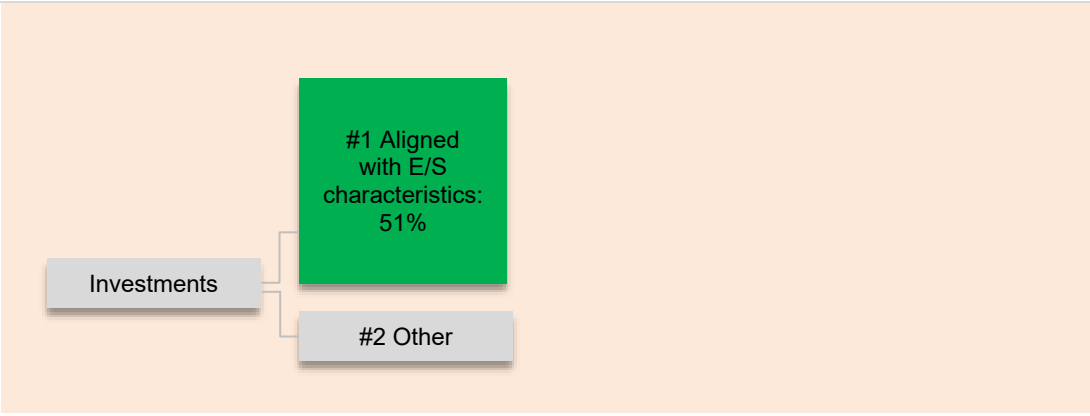 #1 Aligned
with E/S
characteristics:
51%
Investments
#2 Other